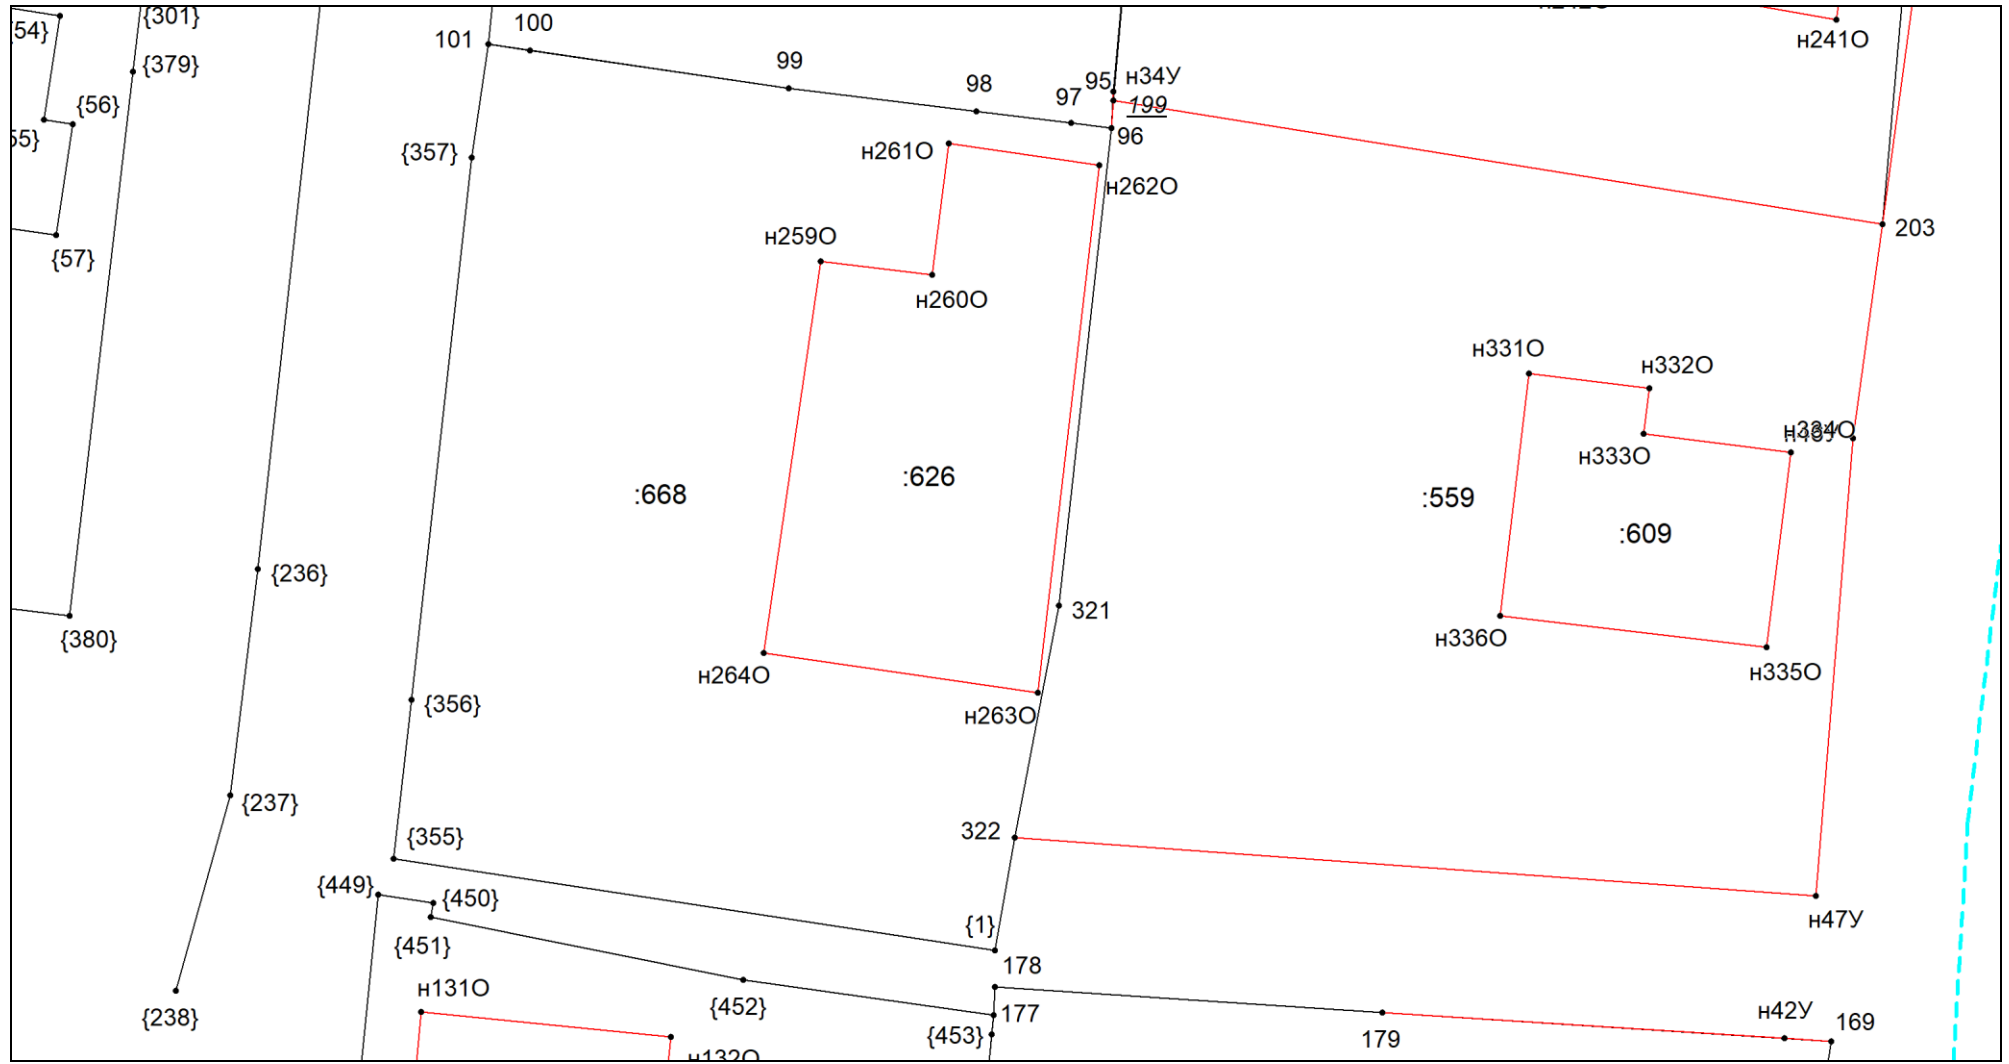 {301}
54}
100
101
н241О
{379}
99
н34У
95
98
97
199
{56}
55}
96
{357}
н261О
н262О
203
н259О
{57}
н260О
н331О
н332О
н334О
н333О
:626
:668
:559
:609
{236}
321
{380}
н336О
н335О
н264О
{356}
н263О
{237}
322
{355}
{449}
{450}
н47У
{1}
{451}
178
н131О
{452}
177
{238}
{453}
н42У
169
179
н132О